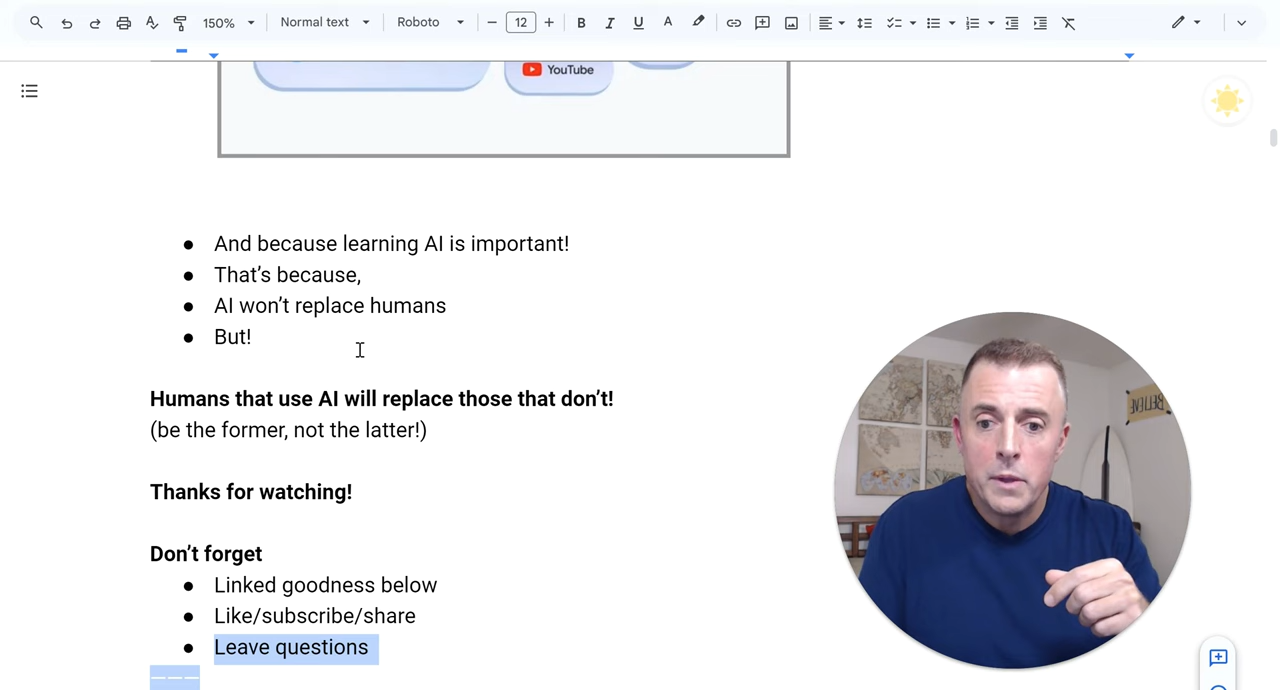 150% Normal text Roboto 12 B I U A
YouTube
● And because learning AI is important!
● That’s because,
● AI won’t replace humans
● But!
Humans that use AI will replace those that don’t!
(be the former, not the latter!)
BELIEVE
Thanks for watching!
Don’t forget
● Linked goodness below
● Like/subscribe/share
● Leave questions
———